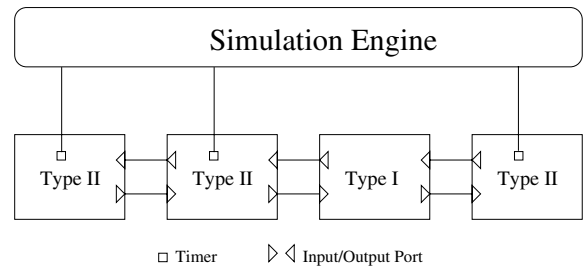 Simulation Engine
Type II
Type II
Type I
Type II
Timer
Input/Output Port